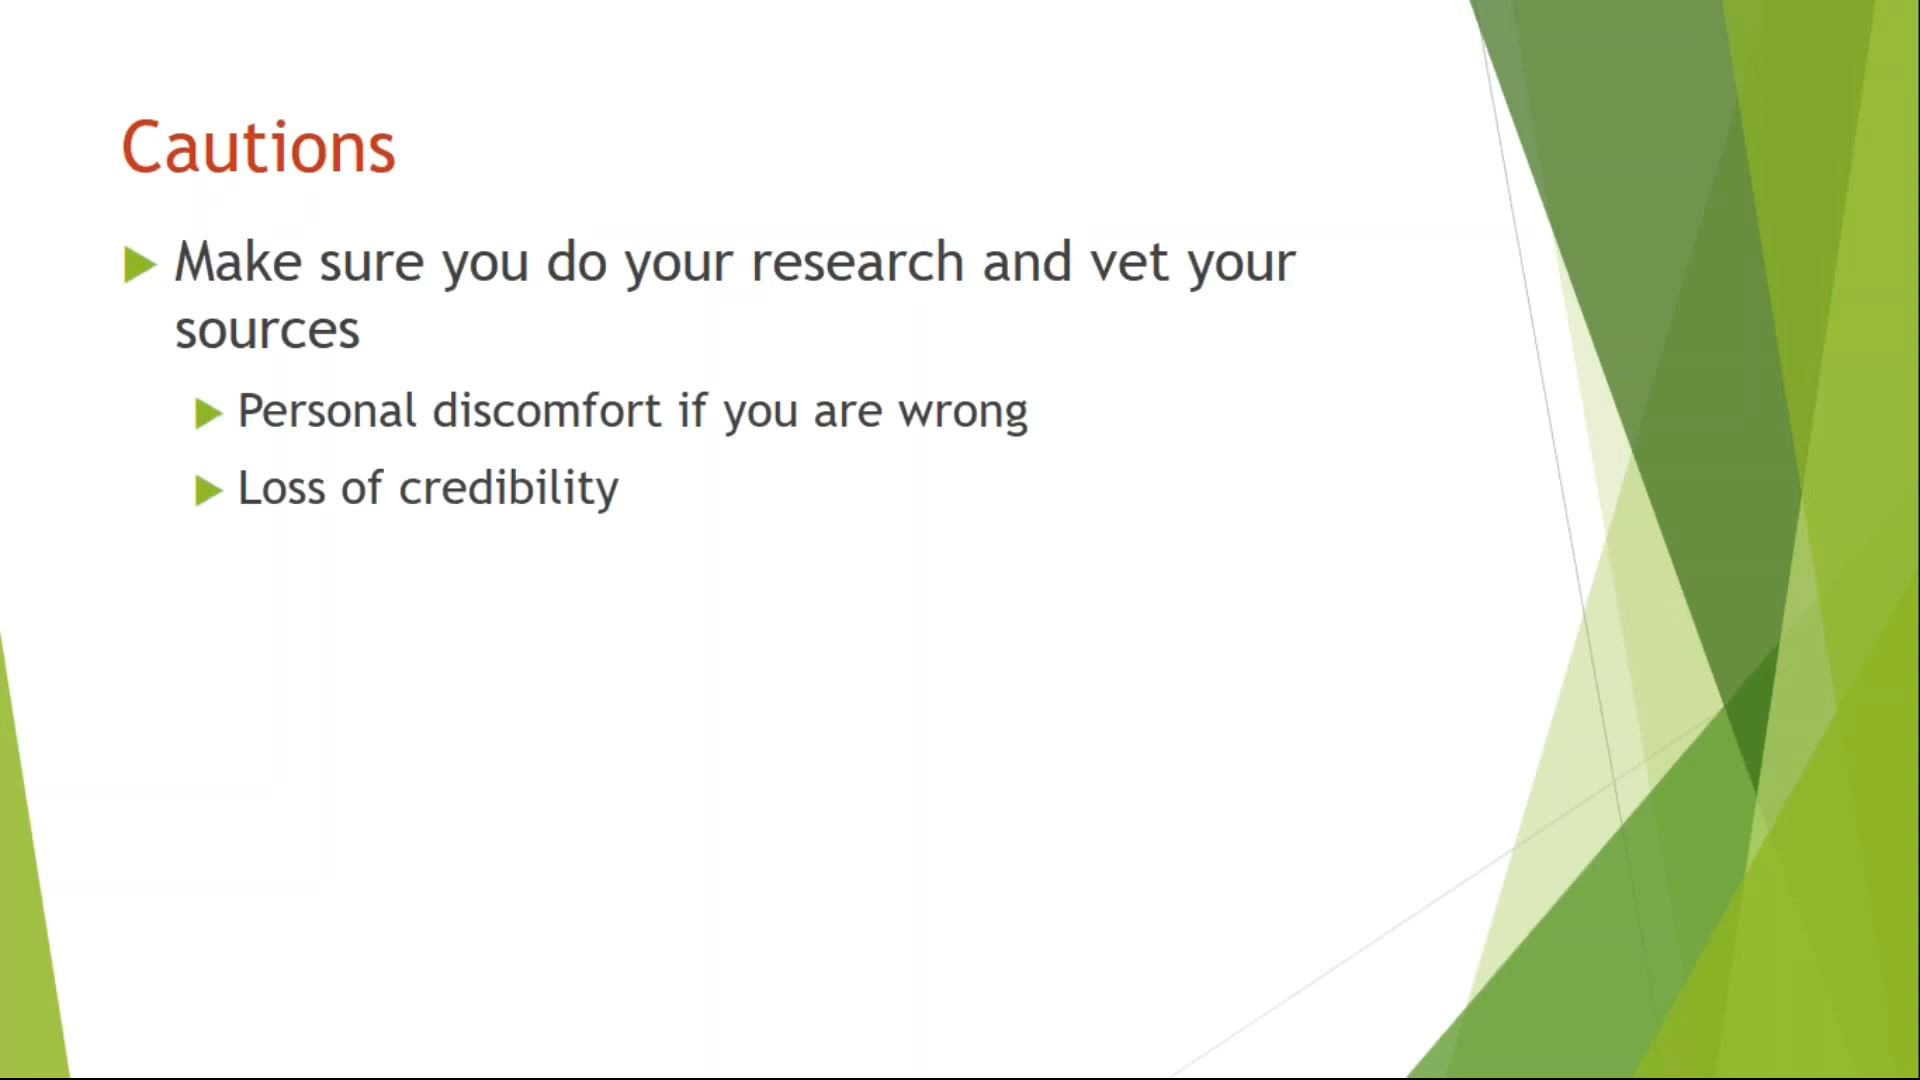 Cautions
Make sure you do your research and vet your
sources
Personal discomfort if you are wrong
Loss of credibility